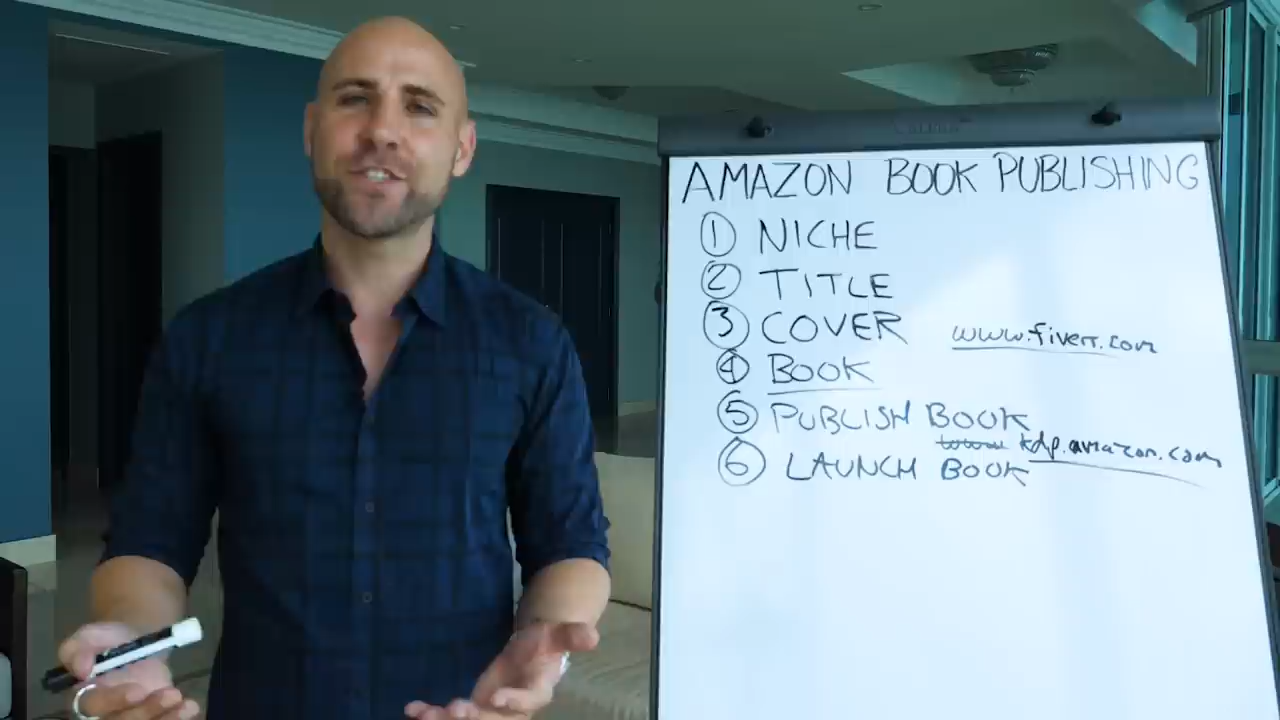 AMAZON BOOK PUBLISHING
① NICHE
② TITLE
③ COVER www.fiverr.com
④ BOOK
⑤ PUBLISH BOOK
kdp.amazon.com
⑥ LAUNCH BOOK